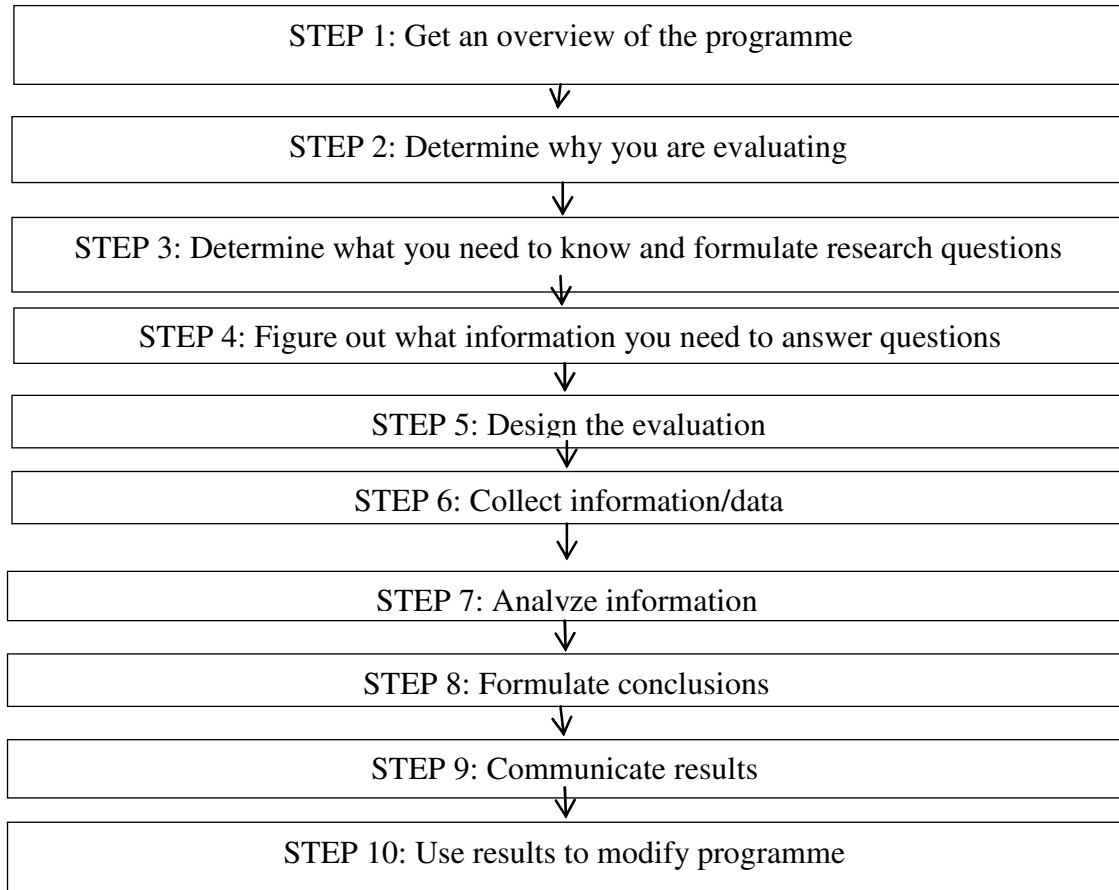 STEP 1: Get an overview of the programme
STEP 2: Determine why you are evaluating
STEP 3: Determine what you need to know and formulate research questions
STEP 4: Figure out what information you need to answer questions
STEP 5: Design the evaluation
STEP 6: Collect information/data
STEP 7: Analyze information
STEP 8: Formulate conclusions
STEP 9: Communicate results
STEP 10: Use results to modify programme